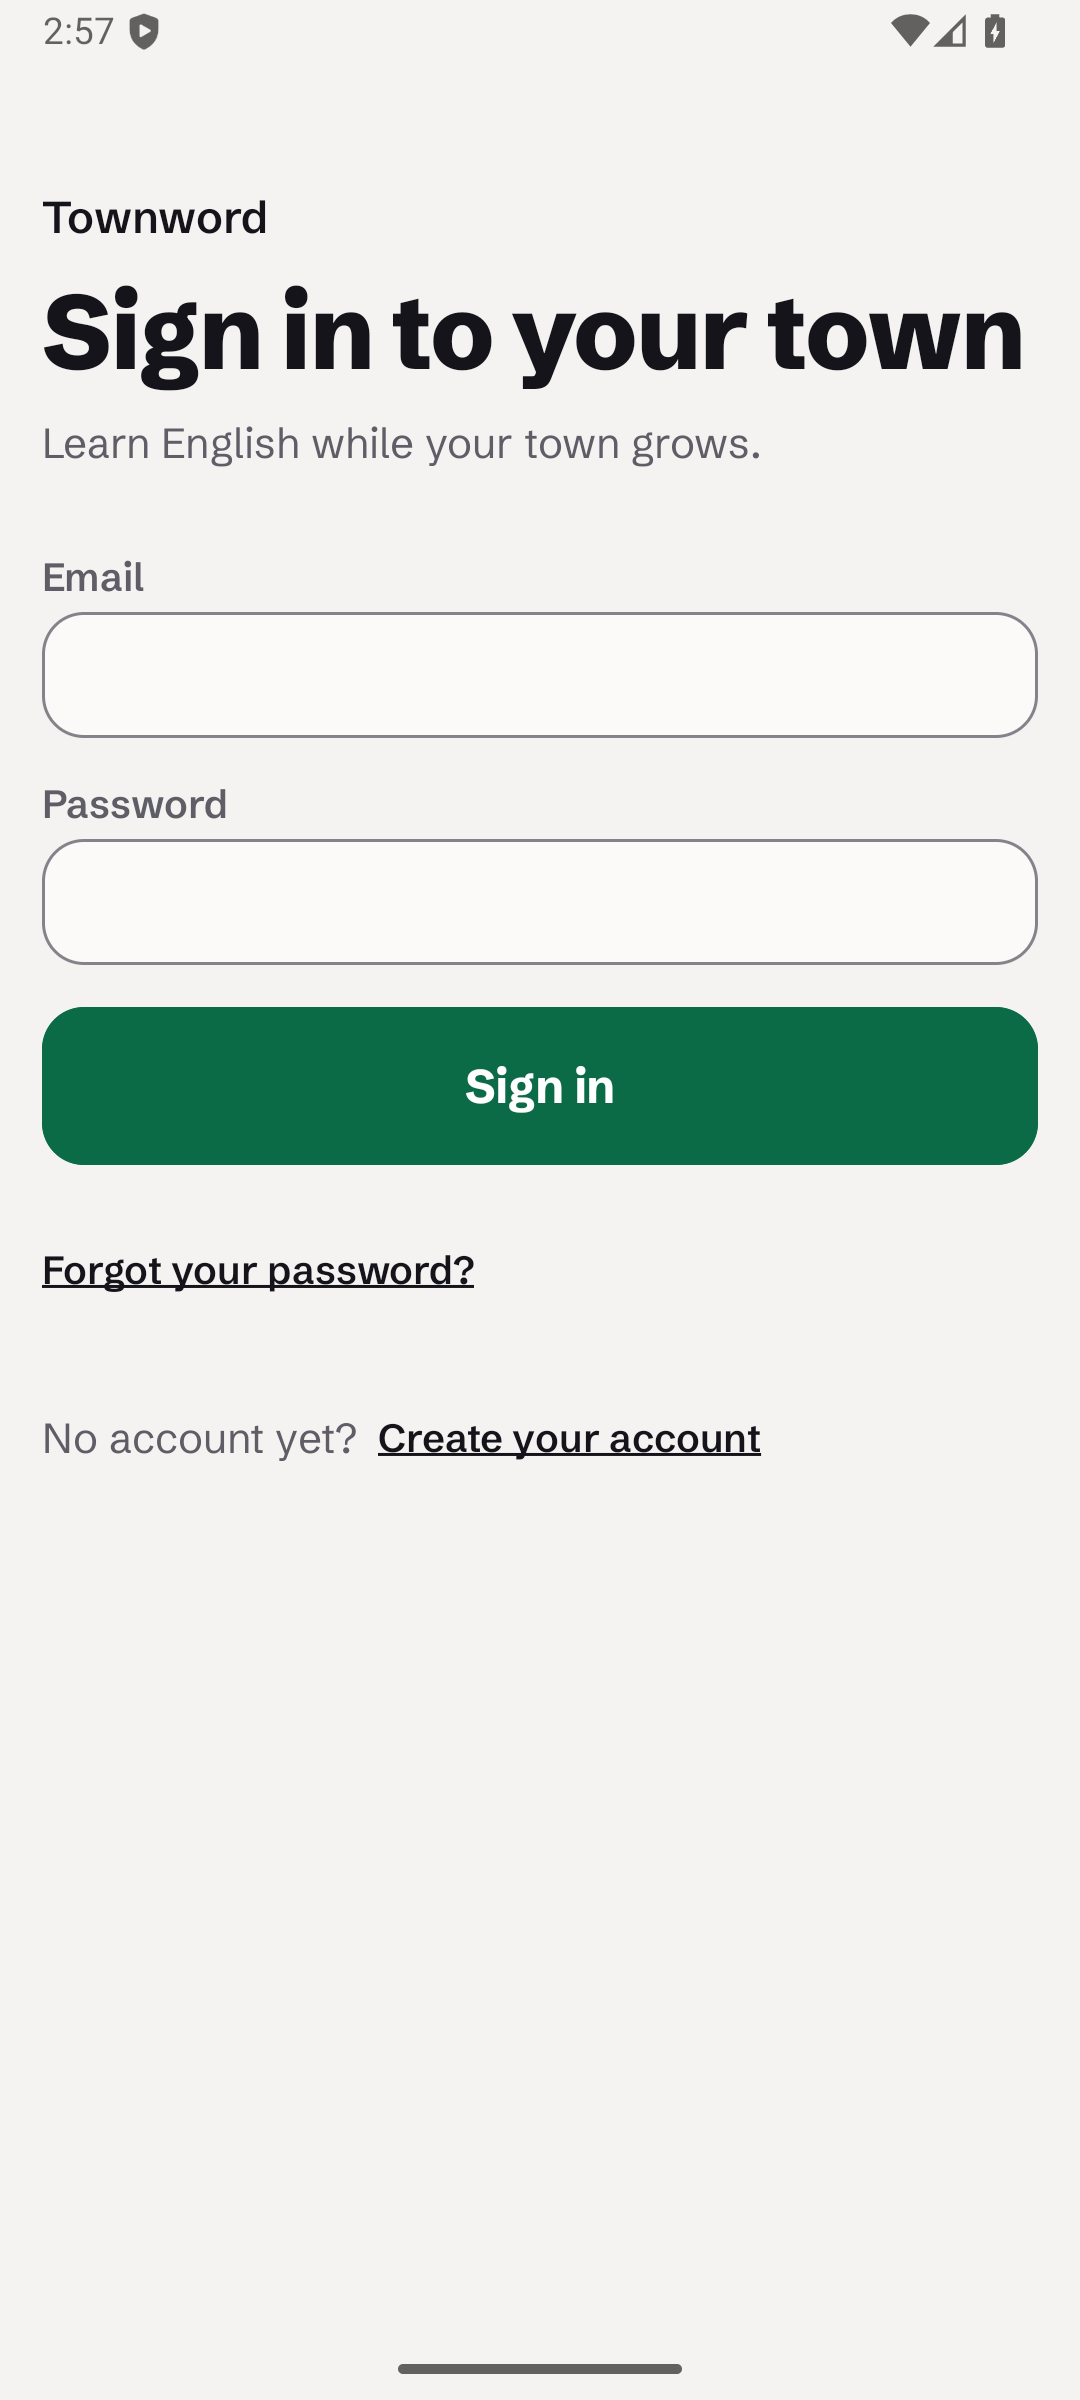 2:57
Townword
Sign in to your town
Learn English while your town grows.
Email
Password
Sign in
Forgot your password?
No account yet? Create your account